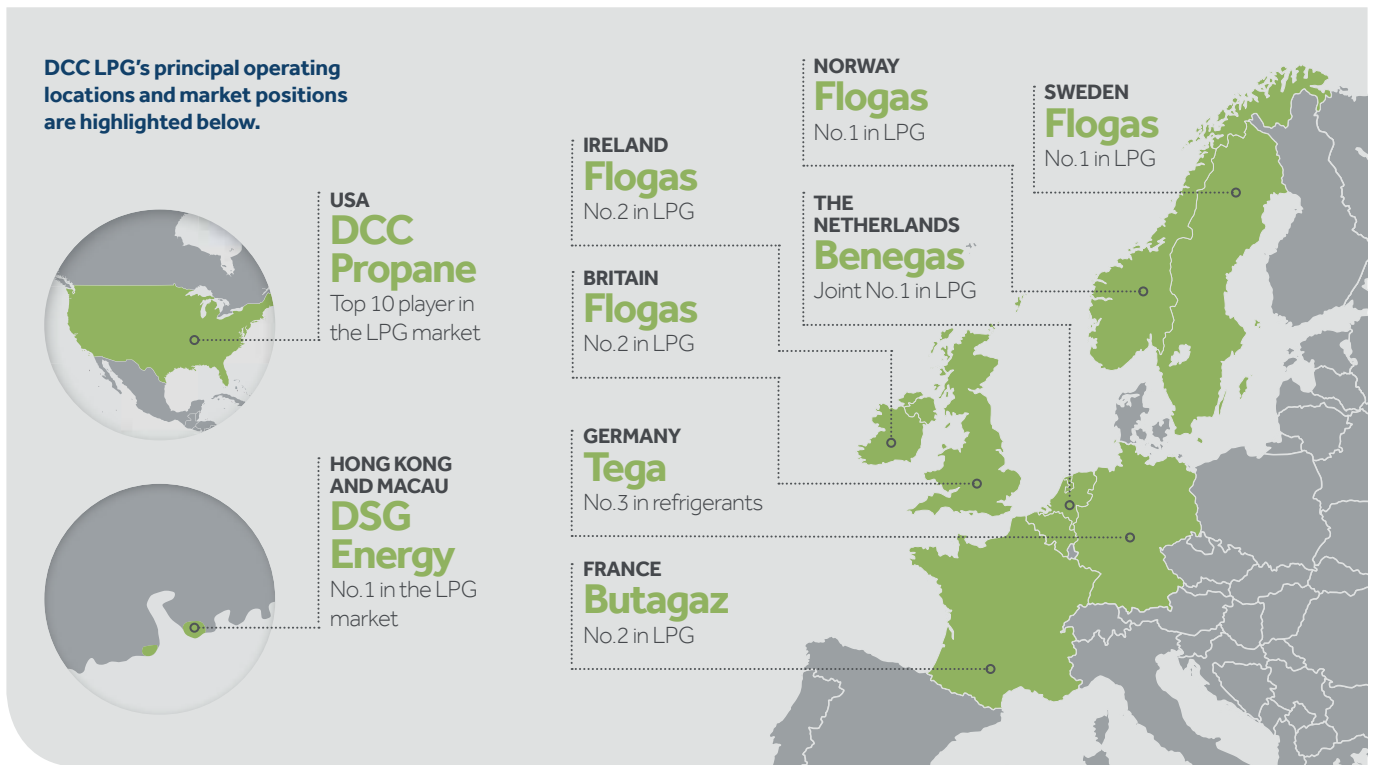 DCC LPG's principal operating
locations and market positions
are highlighted below.
USA
DCC
Propane
Top 10 player in
the LPG market
HONG KONG
AND MACAU
DSG
Energy
No.1 in the LPG
market
IRELAND
Flogas
No.2 in LPG
BRITAIN
Flogas
No.2 in LPG
GERMANY
Tega
No.3 in refrigerants
FRANCE
Butagaz
No.2 in LPG
NORWAY
Flogas
No.1 in LPG
THE
NETHERLANDS
Benegas
Joint No.1 in LPG
SWEDEN
Flogas
No.1 in LPG